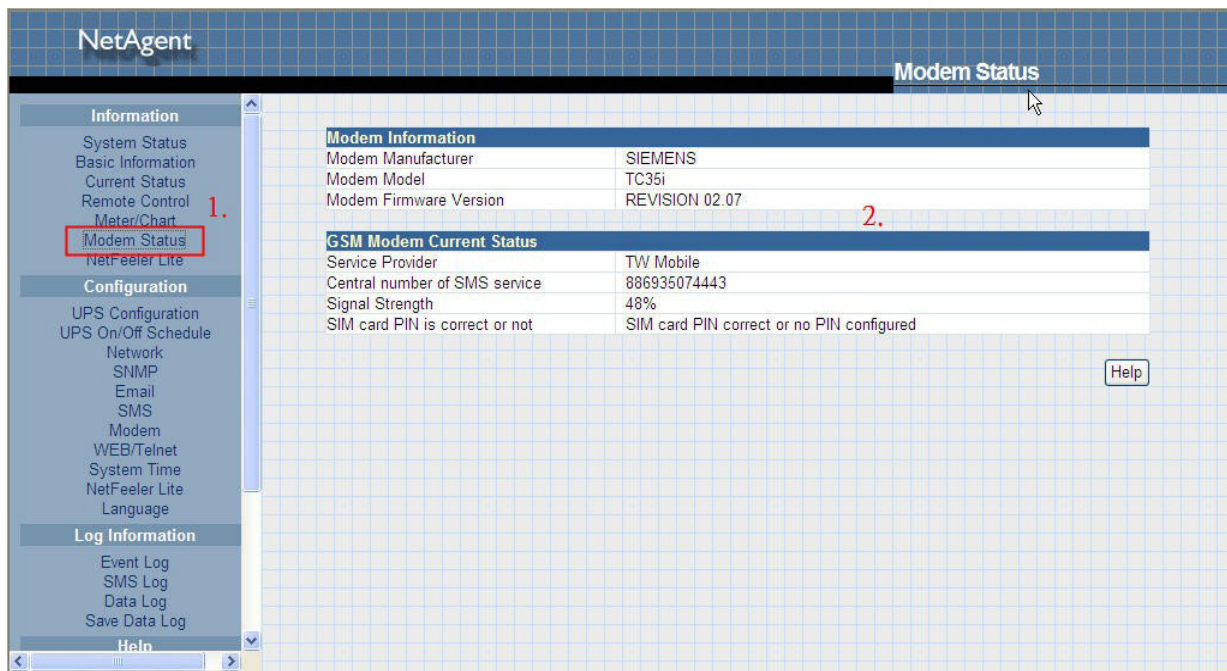 NetAgent
Modem Status
Information
System Status
Basic Information
Current Status
Remote Control
1.
Meter/Chart
Modem Status
NetFeeler Lite
Configuration
UPS Configuration
UPS On/Off Schedule
Network
SNMP
Email
SMS
Modem
WEB/Telnet
System Time
NetFeeler Lite
Language
Log Information
Event Log
SMS Log
Data Log
Save Data Log
Help
Modem Information
Modem Manufacturer SIEMENS
Modem Model TC35i
Modem Firmware Version REVISION 02.07
2.
GSM Modem Current Status
Service Provider TW Mobile
Central number of SMS service 886935074443
Signal Strength 48%
SIM card PIN is correct or not SIM card PIN correct or no PIN configured
Help